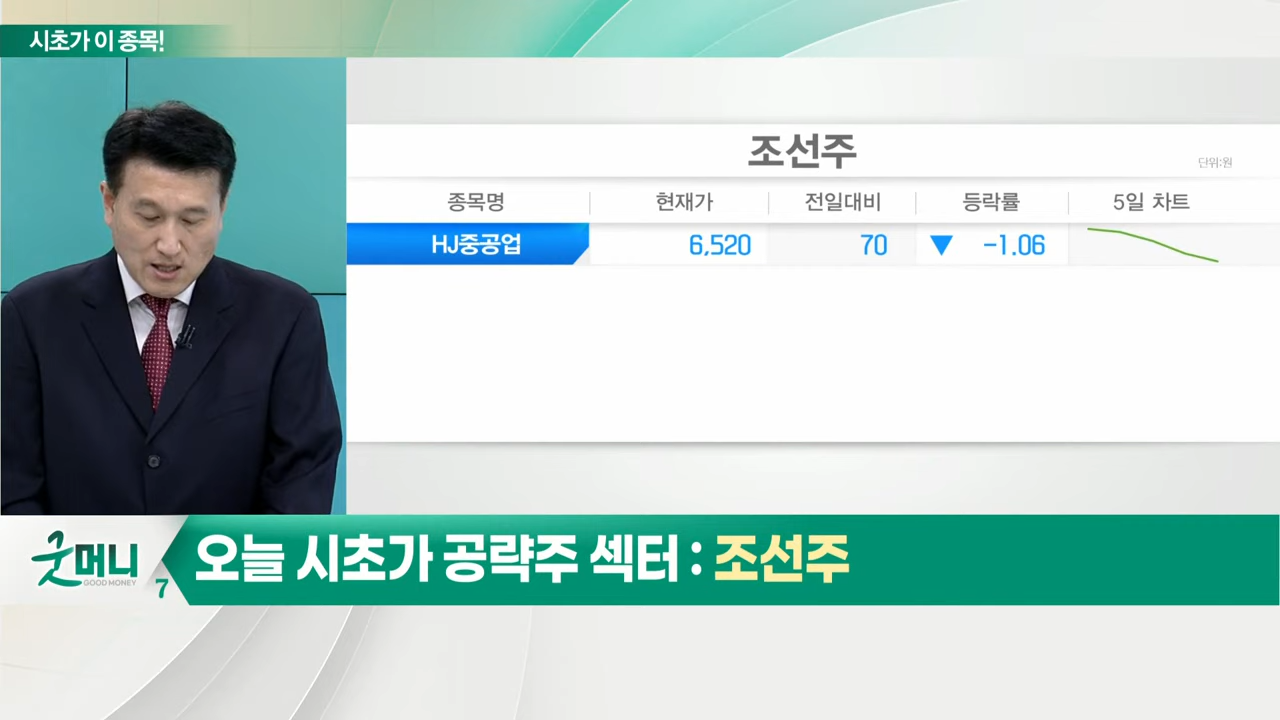 시초가 이 종목!
조선주
단위:원
종목명 현재가 전일대비 등락률 5일 차트
HJ중공업 6,520 70 ▼ -1.06
굿머니
GOOD MONEY
7
오늘 시초가 공략주 섹터 : 조선주